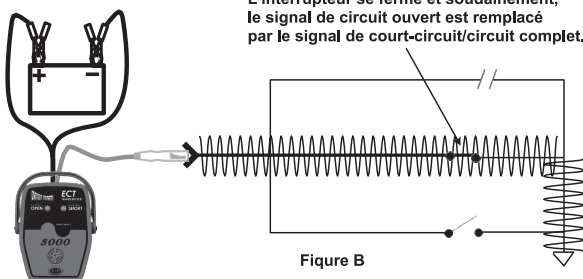 L'interrupteur se ferme et soudainement,
le signal de circuit ouvert est remplacé
par le signal de court-circuit/circuit complet.
+ −
ECT
OPEN SHORT
3000
Figure B